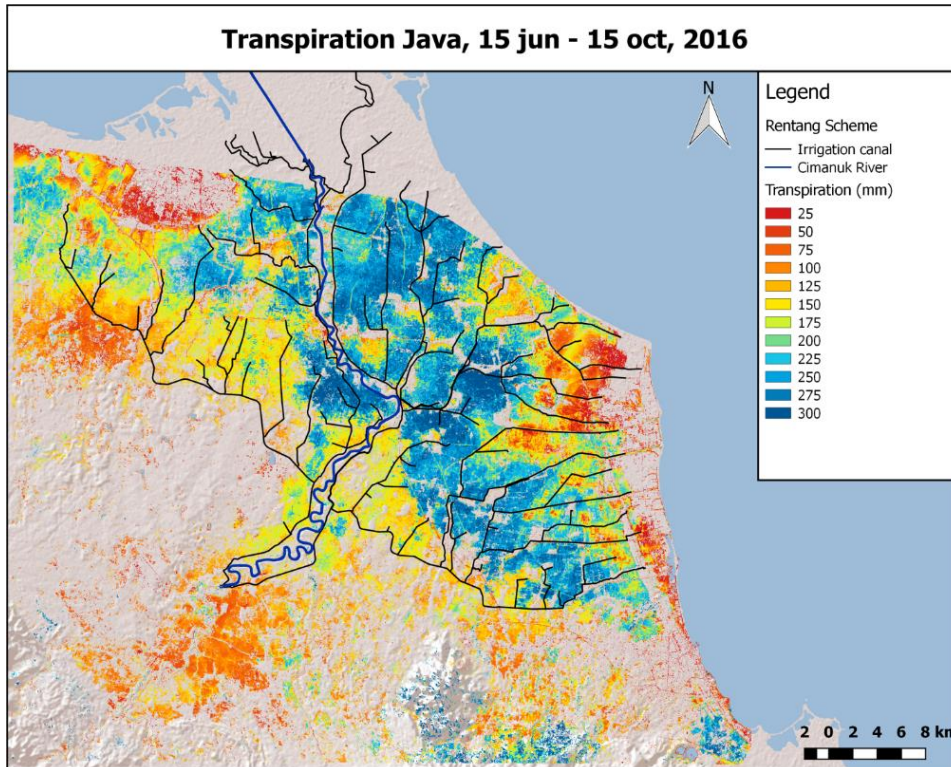 Transpiration Java, 15 jun - 15 oct, 2016
N
Legend
Rentang Scheme
Irrigation canal
Cimanuk River
Transpiration (mm)
25
50
75
100
125
150
175
200
225
250
275
300
2 0 2 4 6 8 km